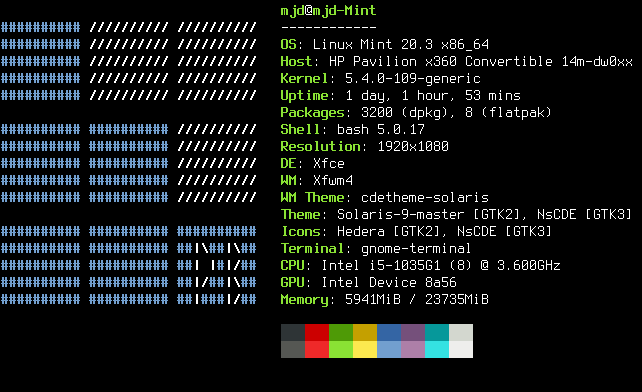 mjd@mjd-Mint
------------
########## ////////// //////////
OS: Linux Mint 20.3 x86_64
########## ////////// //////////
Host: HP Pavilion x360 Convertible 14m-dw0xx
########## ////////// //////////
Kernel: 5.4.0-109-generic
########## ////////// //////////
Uptime: 1 day, 1 hour, 53 mins
########## ////////// //////////
Packages: 3200 (dpkg), 8 (flatpak)
########## ########## //////////
Shell: bash 5.0.17
########## ########## //////////
Resolution: 1920x1080
########## ########## //////////
DE: Xfce
########## ########## //////////
WM: Xfwm4
########## ########## //////////
WM Theme: cdetheme-solaris
Theme: Solaris-9-master [GTK2], NsCDE [GTK3]
########## ########## ##########
Icons: Hedera [GTK2], NsCDE [GTK3]
########## ########## ##|\##|\##
Terminal: gnome-terminal
########## ########## ##| |#|/##
CPU: Intel i5-1035G1 (8) @ 3.600GHz
########## ########## ##|/##|\##
GPU: Intel Device 8a56
########## ########## ##|###|/##
Memory: 5941MiB / 23735MiB